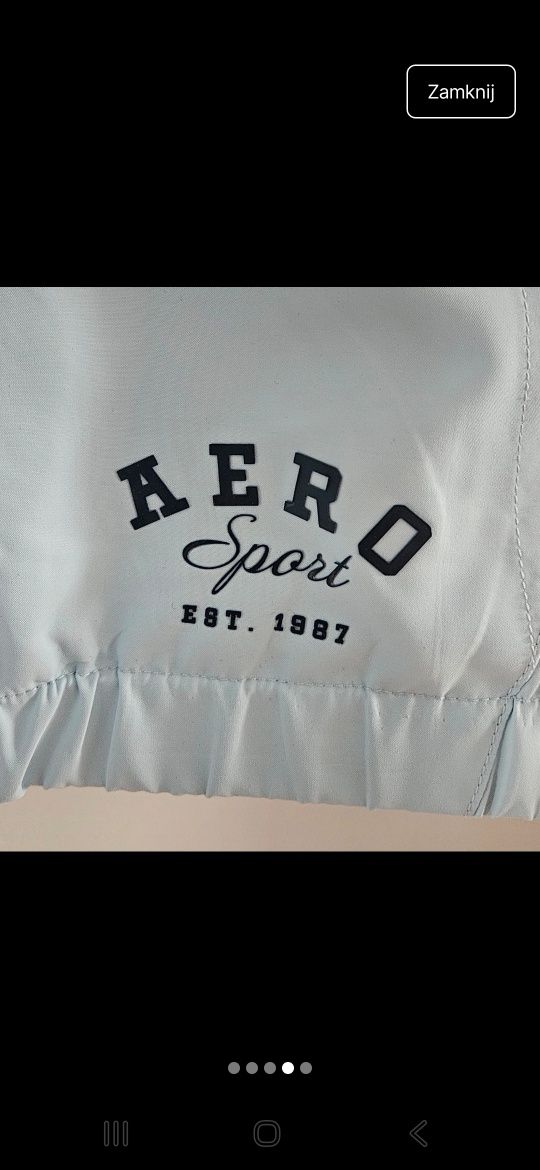 Zamknij
AERO
Sport
EST. 1987